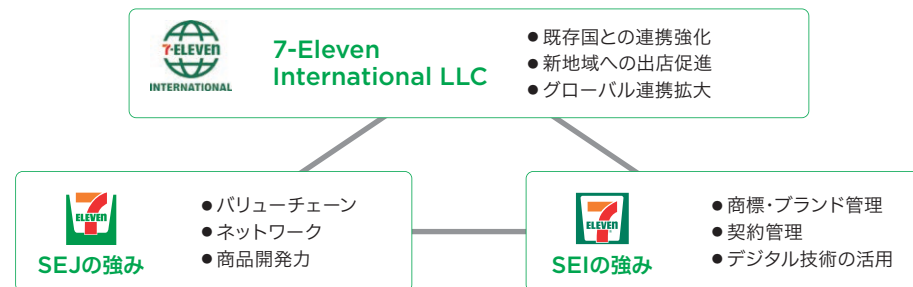 7-ELEVEN
INTERNATIONAL
7-Eleven
International LLC
●既存国との連携強化
●新地域への出店促進
●グローバル連携拡大
ELEVEN
SEJの強み
●バリューチェーン
●ネットワーク
●商品開発力
ELEVEN
SEIの強み
●商標・ブランド管理
●契約管理
●デジタル技術の活用